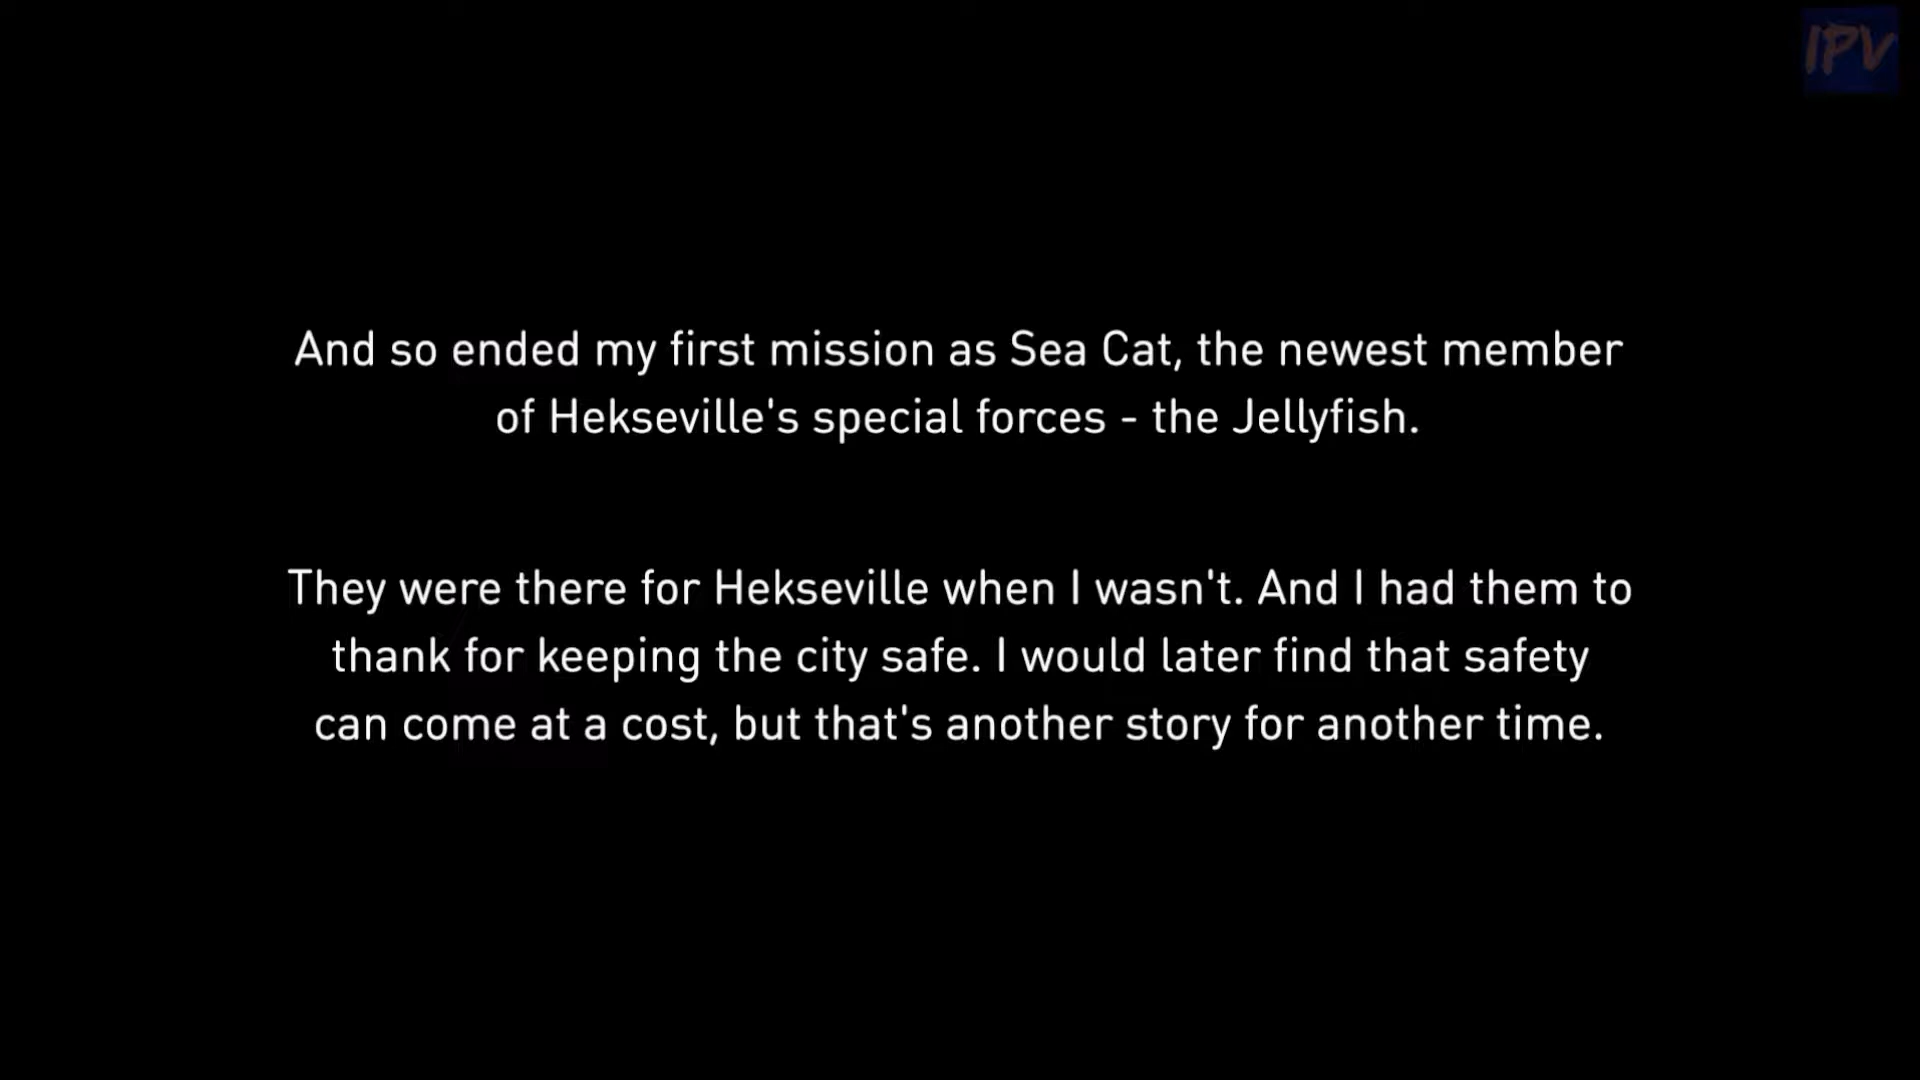 IPV
And so ended my first mission as Sea Cat, the newest member
of Hekseville's special forces - the Jellyfish.
They were there for Hekseville when I wasn't. And I had them to
thank for keeping the city safe. I would later find that safety
can come at a cost, but that's another story for another time.